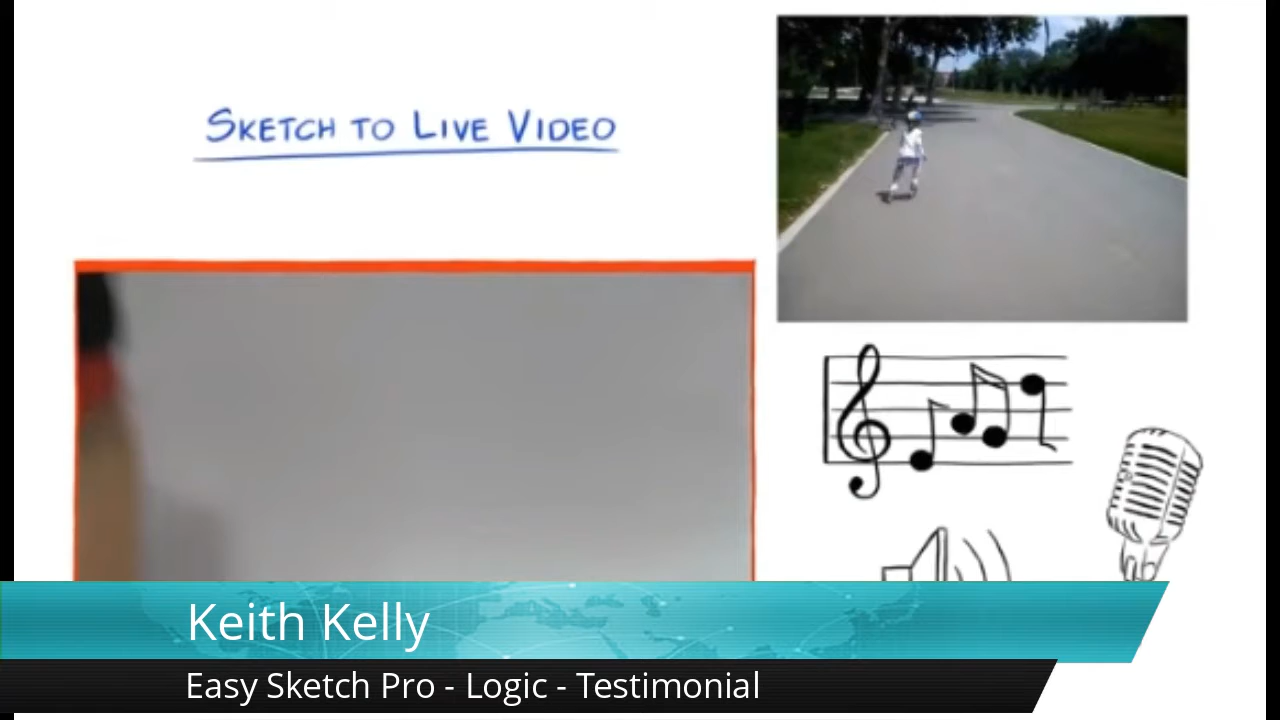 SKETCH TO LIVE VIDEO
Keith Kelly
Easy Sketch Pro - Logic - Testimonial